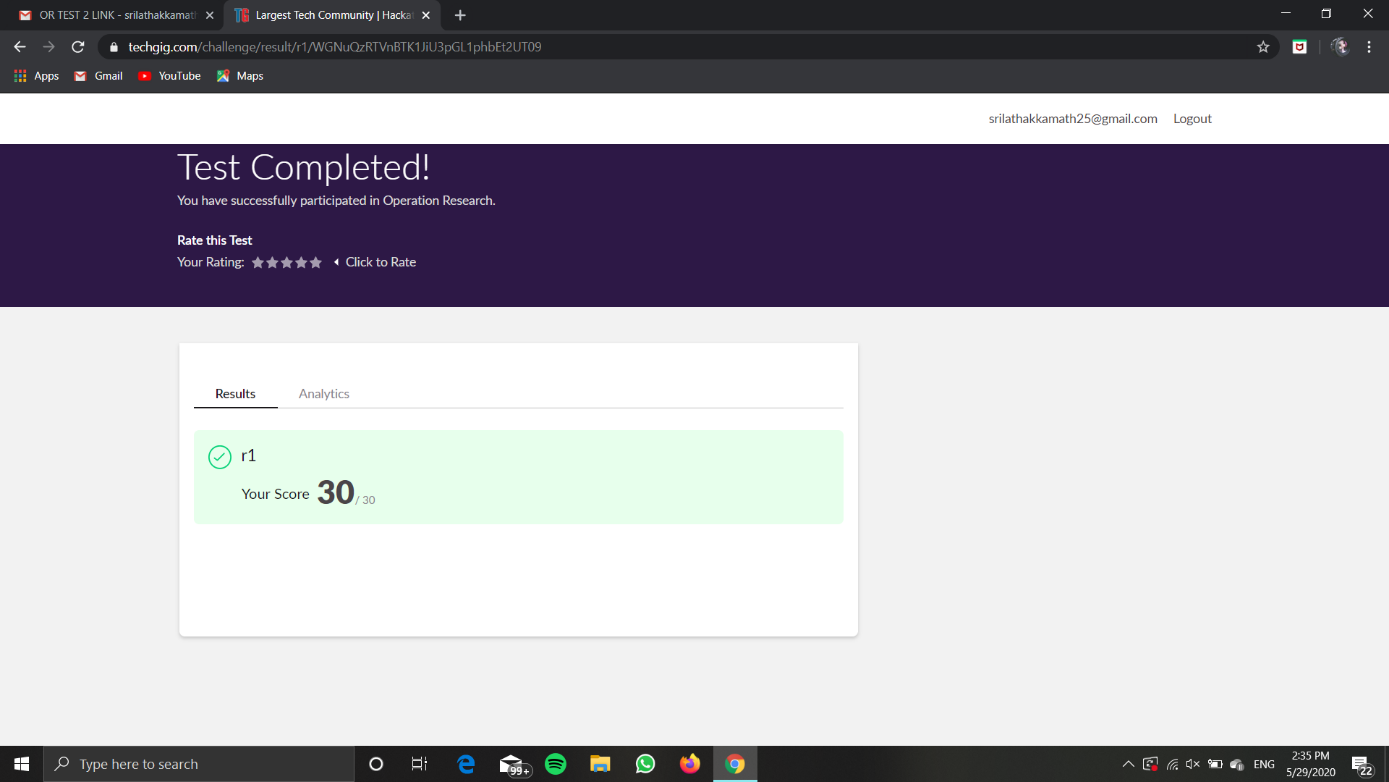 OR TEST 2 LINK - srilathakkamath
Largest Tech Community | Hacka
techgig.com/challenge/result/r1/WGNuQzRTVnBTK1JiU3pGL1phbEt2UT09
Apps Gmail YouTube Maps
srilathakkamath25@gmail.com Logout
Test Completed!
You have successfully participated in Operation Research.
Rate this Test
Your Rating: Click to Rate
Results Analytics
r1
Your Score 30 / 30
Type here to search
99+
ENG
2:35 PM
5/29/2020
22